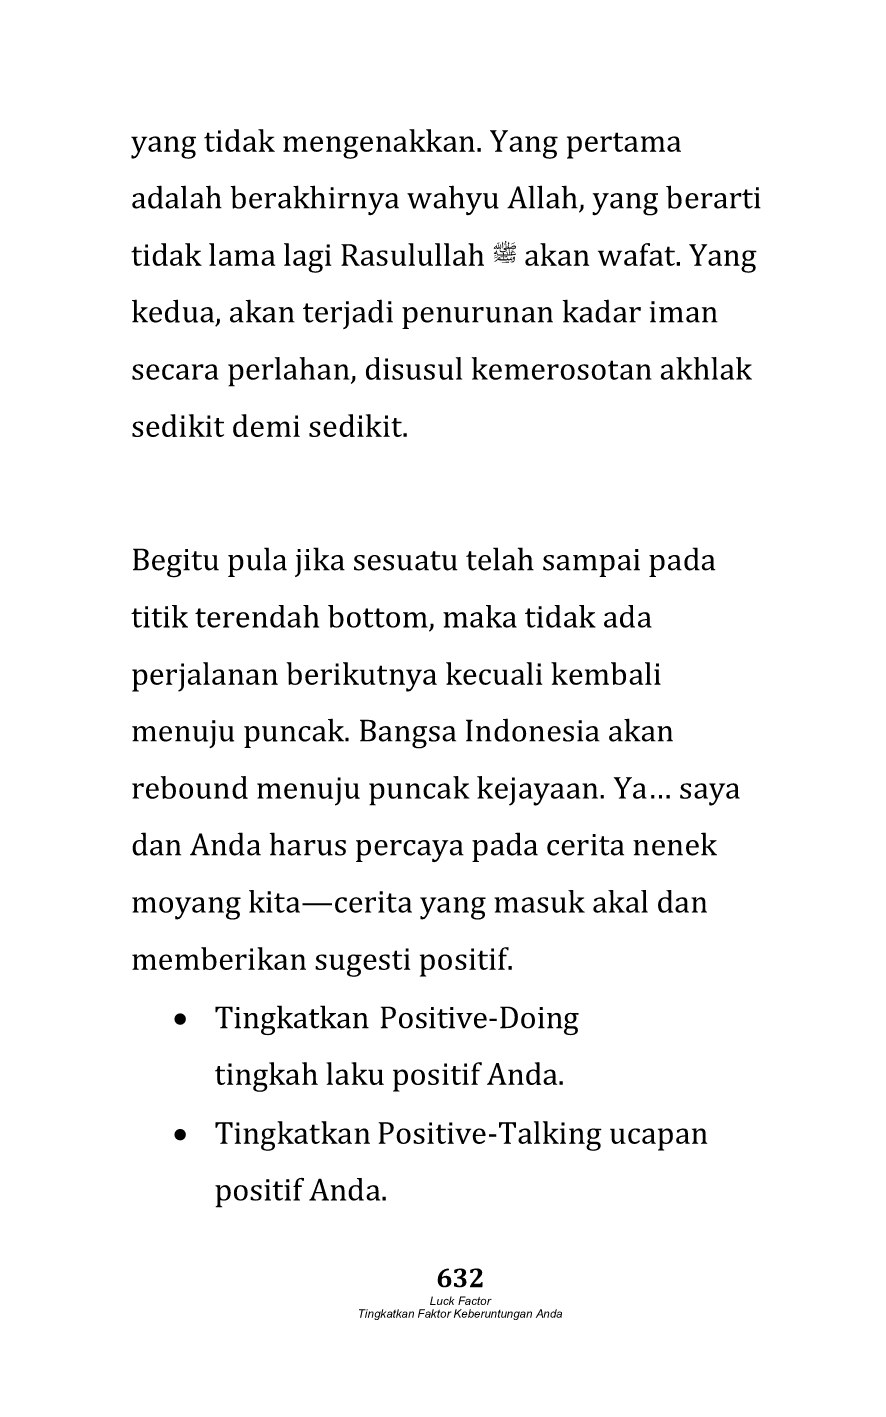 yang tidak mengenakkan. Yang pertama
adalah berakhirnya wahyu Allah, yang berarti
tidak lama lagi Rasulullah ﷺ akan wafat. Yang
kedua, akan terjadi penurunan kadar iman
secara perlahan, disusul kemerosotan akhlak
sedikit demi sedikit.
Begitu pula jika sesuatu telah sampai pada
titik terendah bottom, maka tidak ada
perjalanan berikutnya kecuali kembali
menuju puncak. Bangsa Indonesia akan
rebound menuju puncak kejayaan. Ya… saya
dan Anda harus percaya pada cerita nenek
moyang kita—cerita yang masuk akal dan
memberikan sugesti positif.
• Tingkatkan Positive-Doing
tingkah laku positif Anda.
• Tingkatkan Positive-Talking ucapan
positif Anda.
632
Luck Factor
Tingkatkan Faktor Keberuntungan Anda